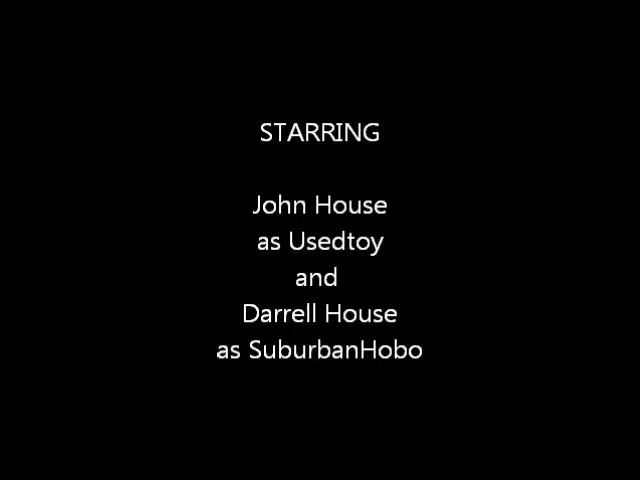 STARRING
John House
as Usedtoy
and
Darrell House
as SuburbanHobo